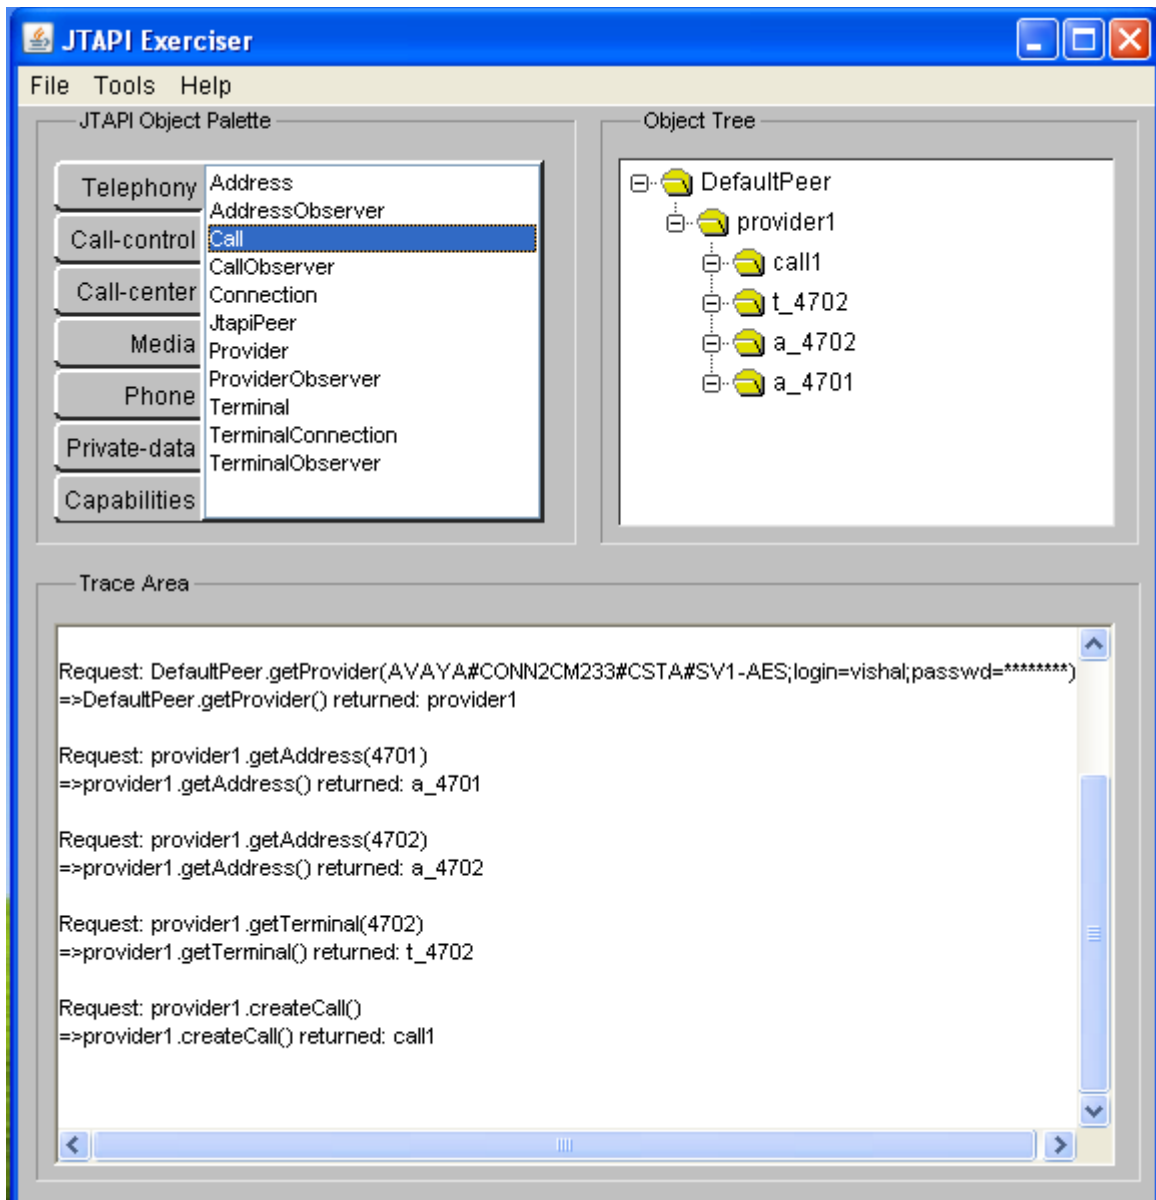 JTAPI Exerciser
File Tools Help
JTAPI Object Palette
Telephony
Call-control
Call-center
Media
Phone
Private-data
Capabilities
Address
AddressObserver
Call
CallObserver
Connection
JtapiPeer
Provider
ProviderObserver
Terminal
TerminalConnection
TerminalObserver
Object Tree
DefaultPeer
provider1
call1
t_4702
a_4702
a_4701
Trace Area
Request: DefaultPeer.getProvider(AVAYA#CONN2CM233#CSTA#SV1-AES;login=vishal;passwd=********)
=>DefaultPeer.getProvider() returned: provider1
Request: provider1.getAddress(4701)
=>provider1.getAddress() returned: a_4701
Request: provider1.getAddress(4702)
=>provider1.getAddress() returned: a_4702
Request: provider1.getTerminal(4702)
=>provider1.getTerminal() returned: t_4702
Request: provider1.createCall()
=>provider1.createCall() returned: call1